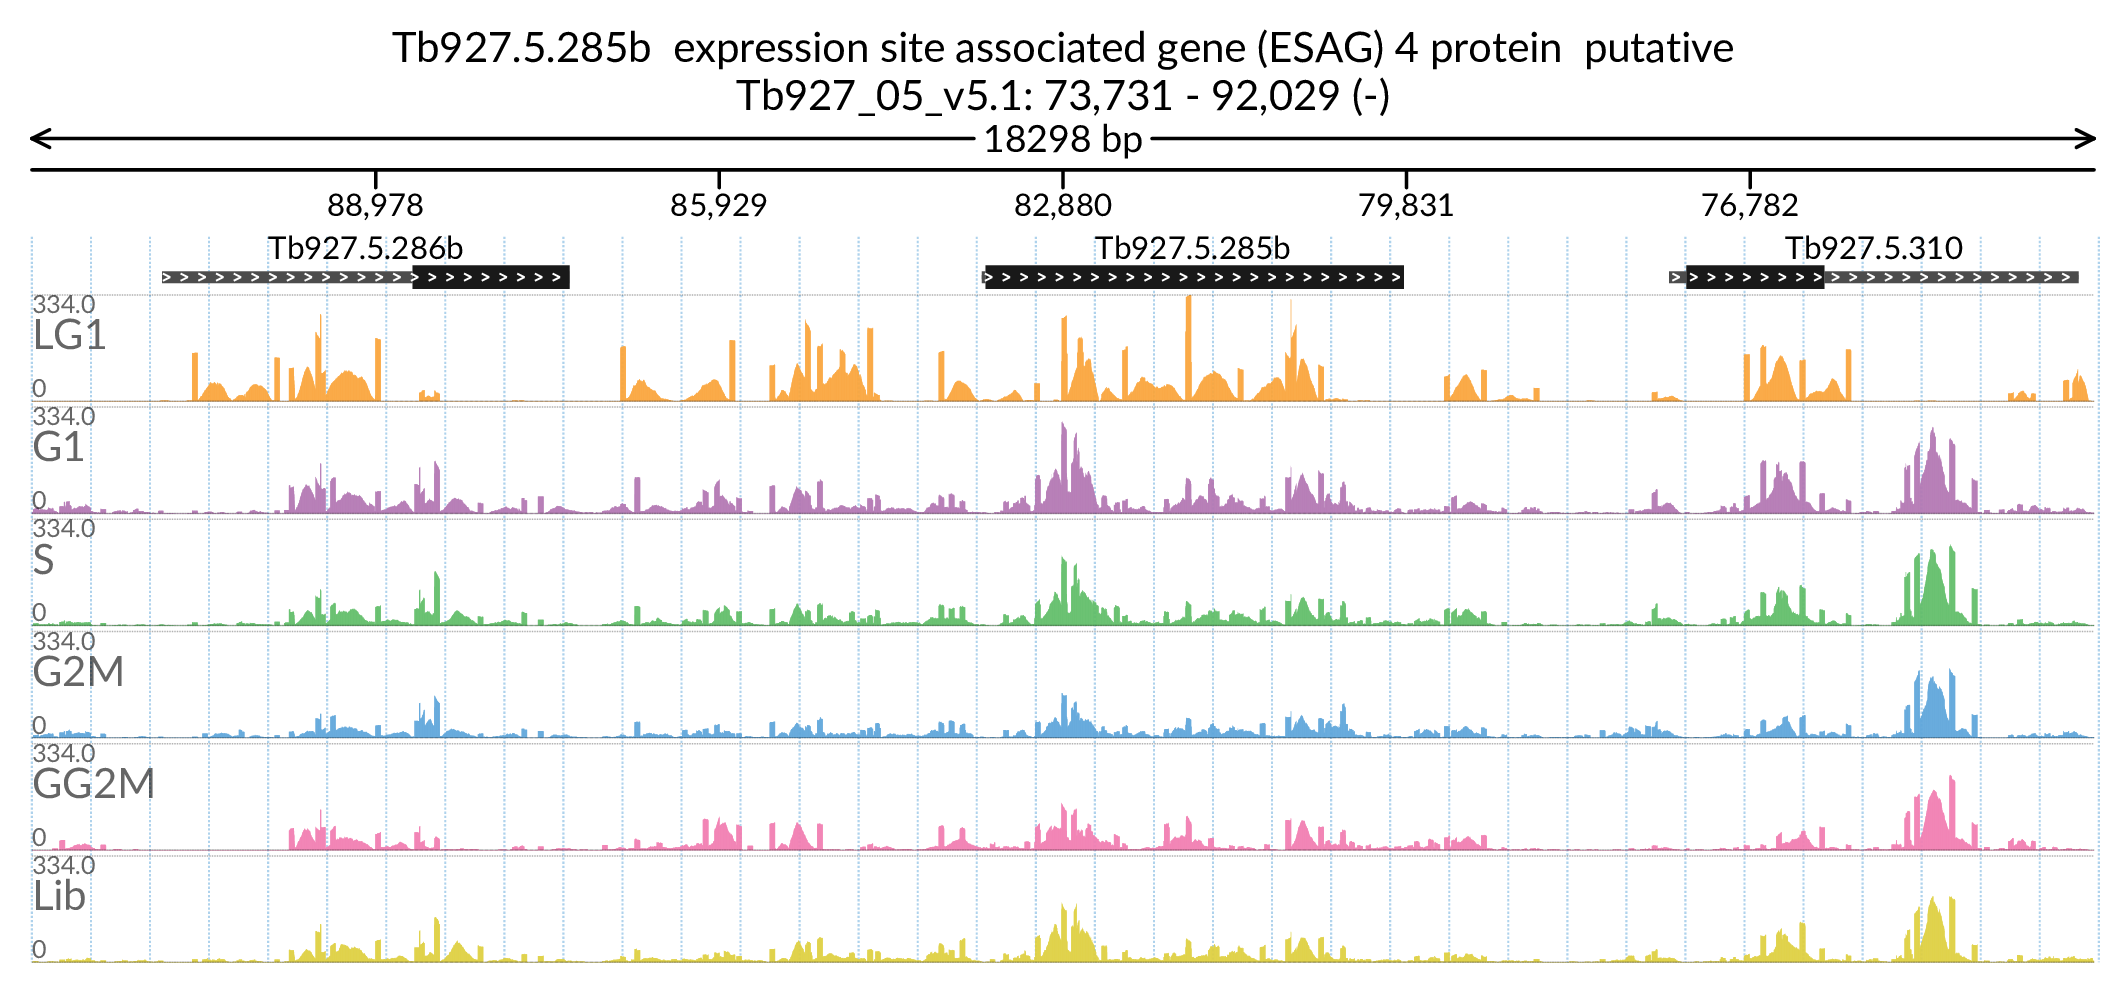 Tb927.5.285b  expression site associated gene (ESAG) 4 protein  putative
Tb927_05_v5.1: 73,731 - 92,029 (-)
18298 bp
88,978 85,929 82,880 79,831 76,782
Tb927.5.286b Tb927.5.285b Tb927.5.310
334.0
LG1
0
334.0
G1
0
334.0
S
0
334.0
G2M
0
334.0
GG2M
0
334.0
Lib
0